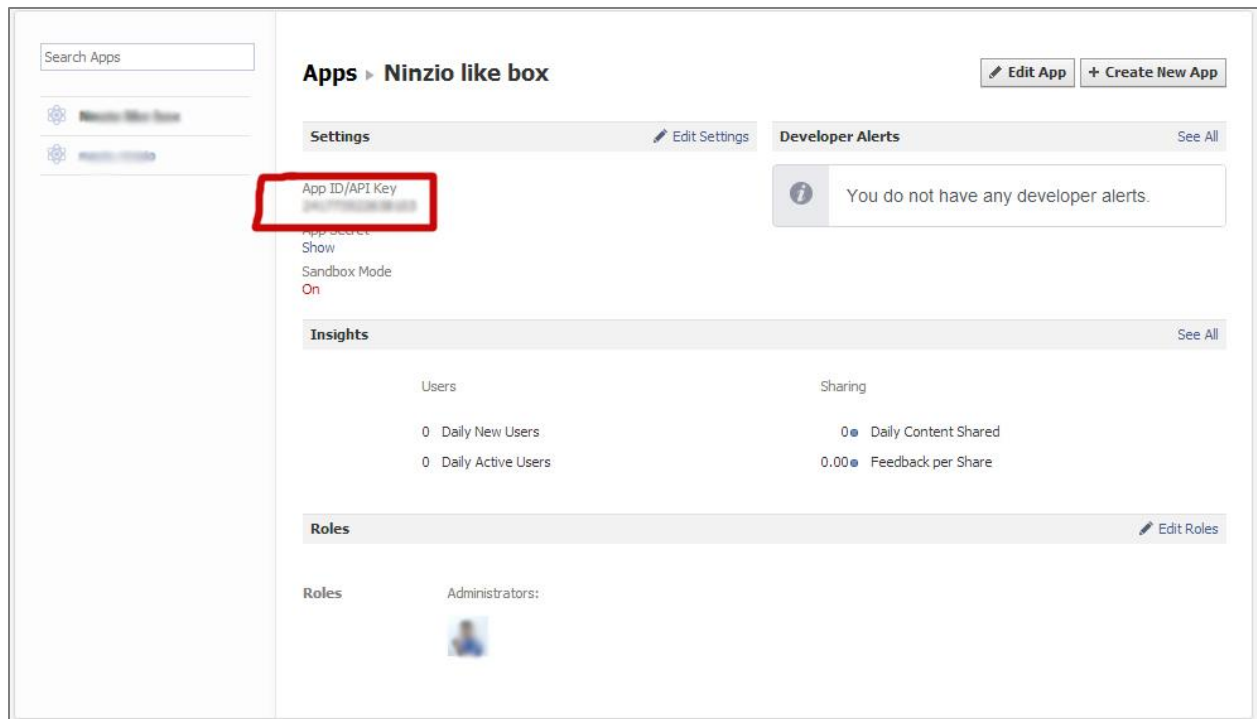 Search Apps
Apps ▸ Ninzio like box
Edit App
+ Create New App
Settings
Edit Settings
Developer Alerts
See All
App ID/API Key
You do not have any developer alerts.
App Secret
Show
Sandbox Mode
On
Insights
See All
Users
Sharing
0 Daily New Users
0 Daily Content Shared
0 Daily Active Users
0.00 Feedback per Share
Roles
Edit Roles
Roles
Administrators: